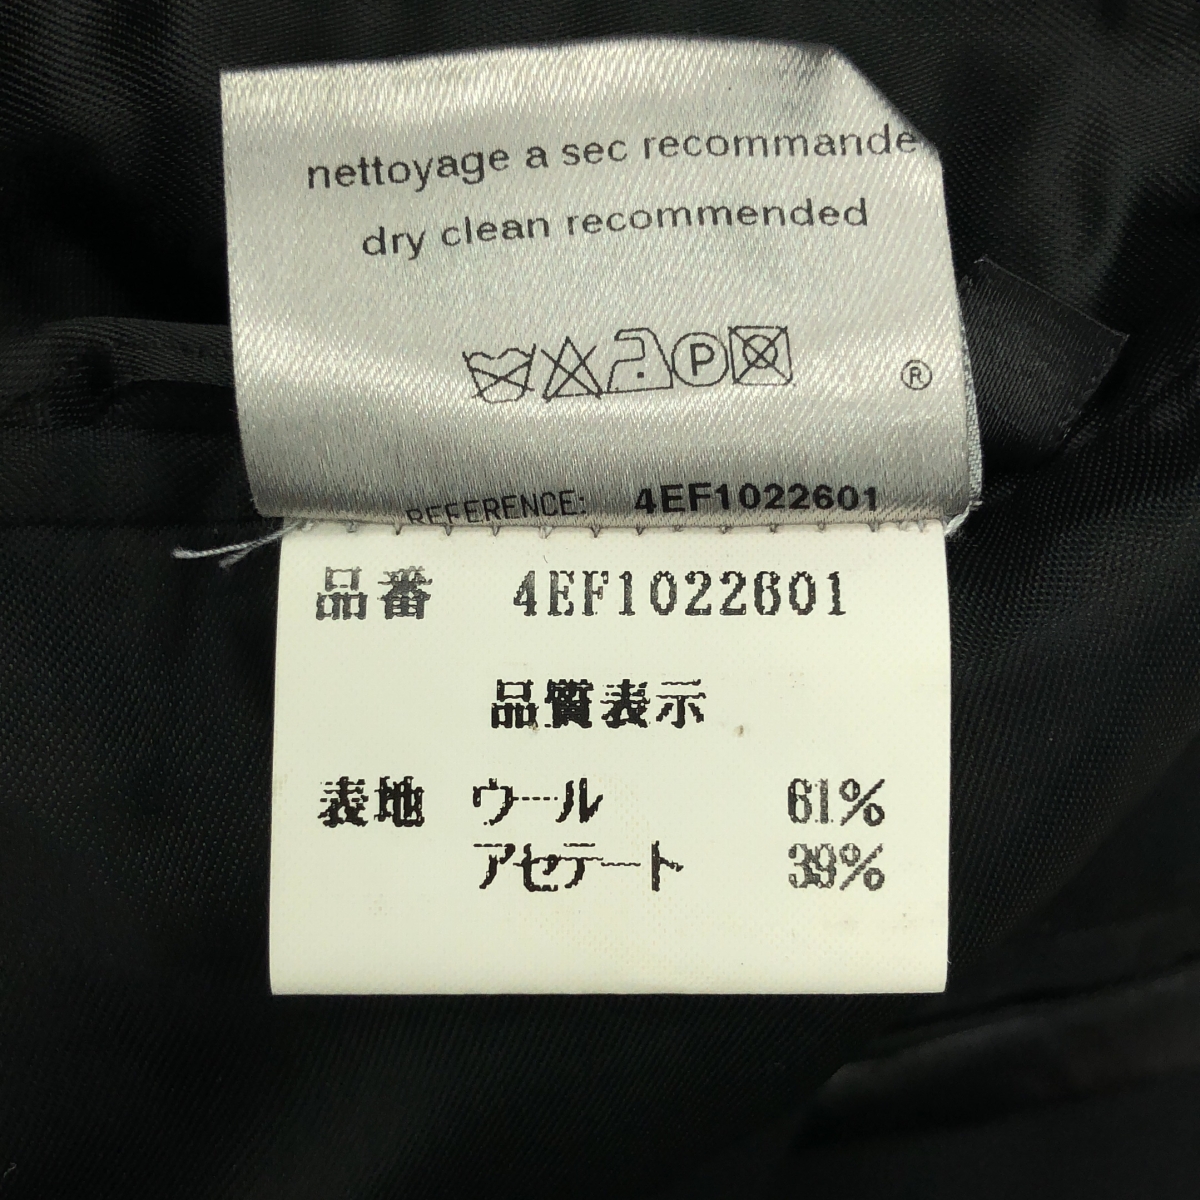 nettoyage a sec recommande
dry clean recommended
P
®
REFERENCE: 4EF1022601
品番 4EF1022601
品質表示
表地 ウール 61%
アセテート 39%